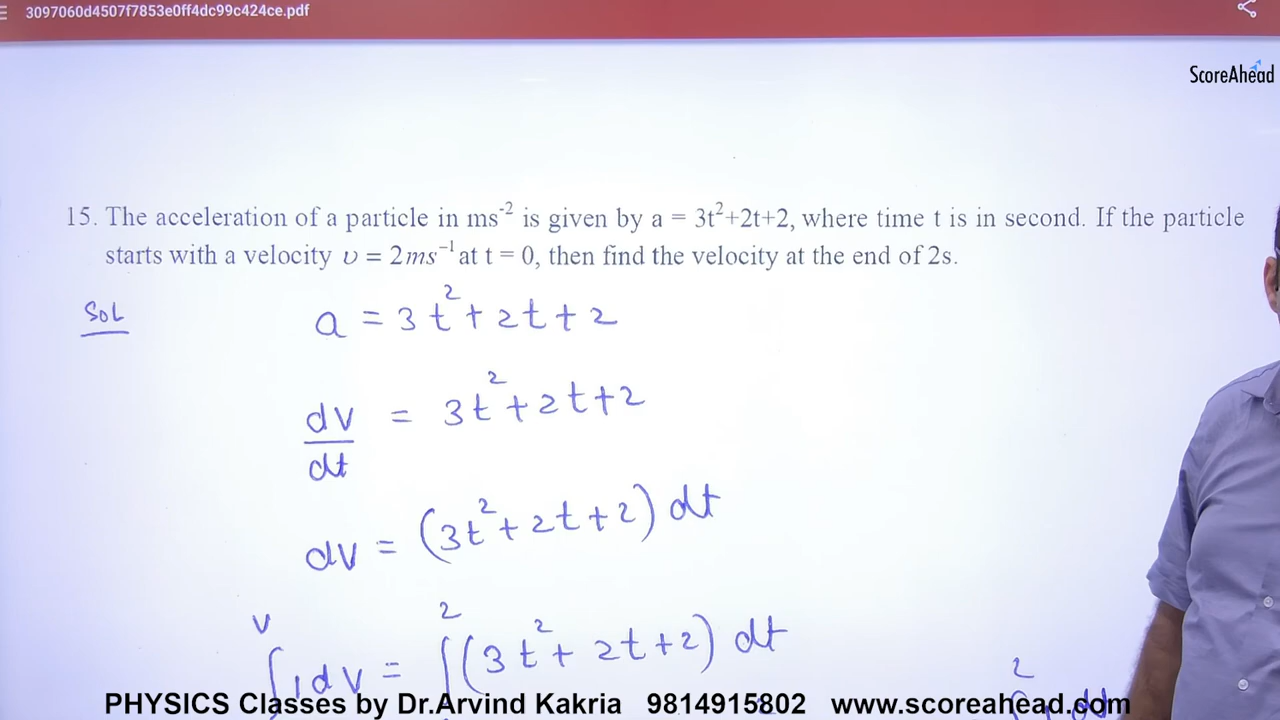 3097060d4507f7853e0ff4dc99c424ce.pdf
ScoreAhead
15. The acceleration of a particle in ms⁻² is given by a = 3t²+2t+2, where time t is in second. If the particle
starts with a velocity υ = 2ms⁻¹ at t = 0, then find the velocity at the end of 2s.
Sol
a = 3t²+2t+2
dv/dt = 3t²+2t+2
dv = (3t²+2t+2) dt
v 2
∫1dv = ∫(3t²+2t+2) dt
2
PHYSICS Classes by Dr.Arvind Kakria 9814915802 www.scoreahead.com